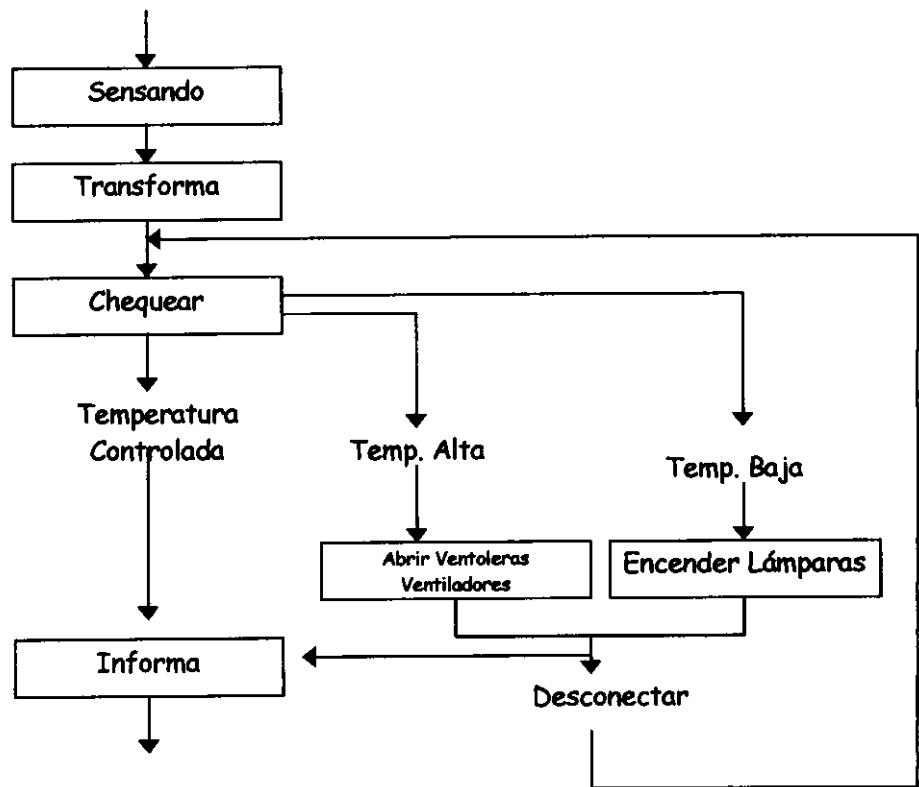 Sensando
Transforma
Chequear
Temperatura
Controlada
Temp. Alta
Temp. Baja
Abrir Ventoleras
Ventiladores
Encender Lámparas
Informa
Desconectar